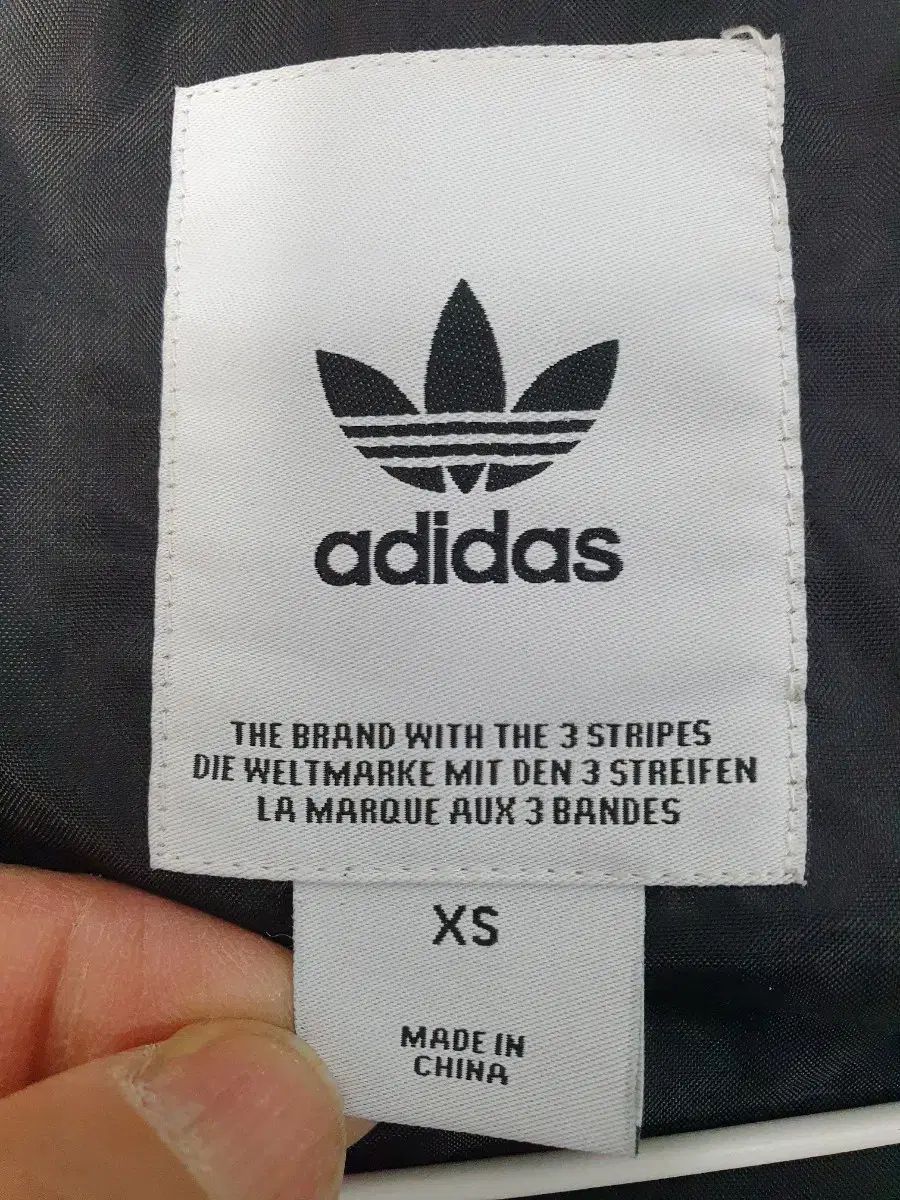 adidas
THE BRAND WITH THE 3 STRIPES
DIE WELTMARKE MIT DEN 3 STREIFEN
LA MARQUE AUX 3 BANDES
XS
MADE IN
CHINA